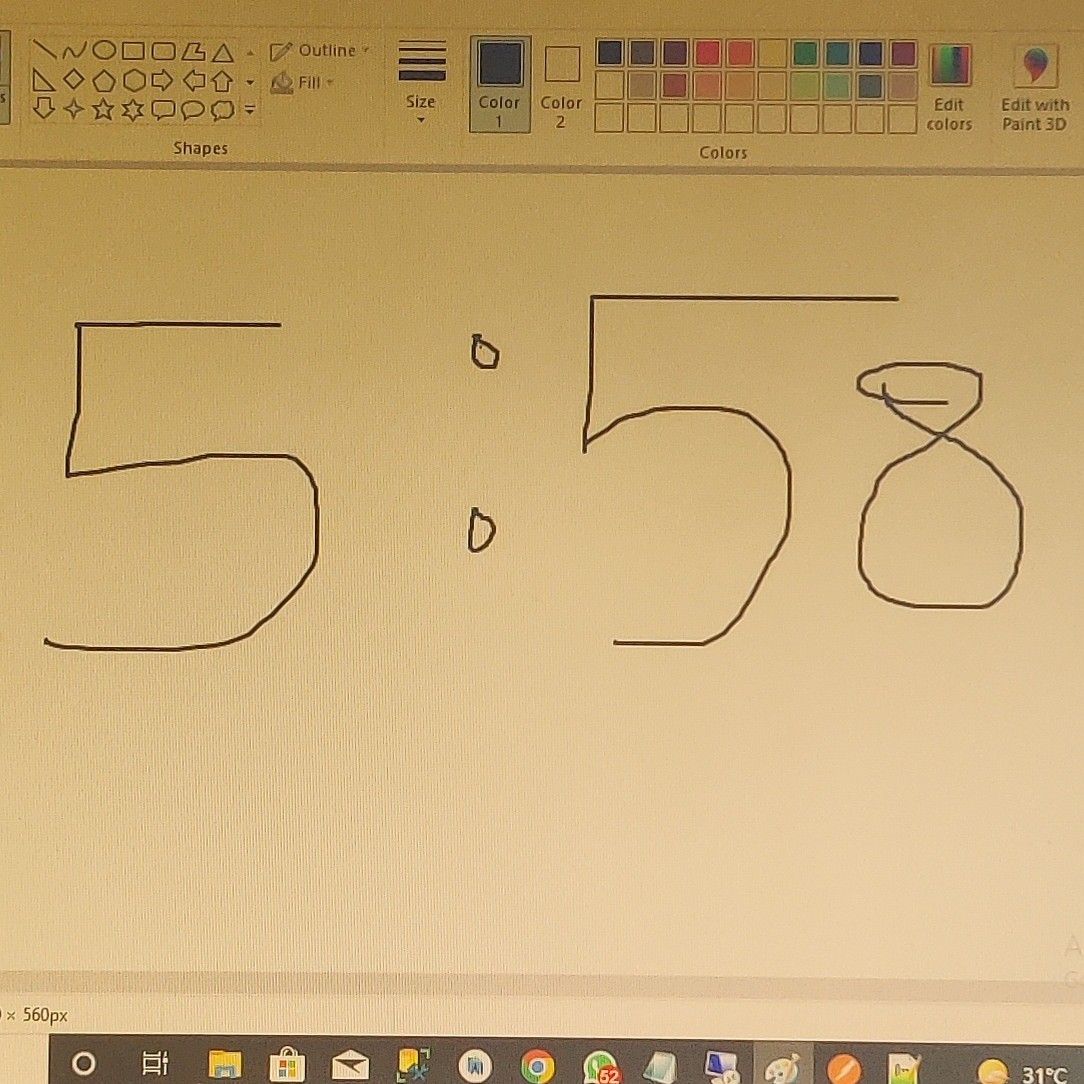 Outline
Fill
Size
Color 1
Color 2
Edit colors
Edit with Paint 3D
Shapes
Colors
5:58
× 560px
52
31°C